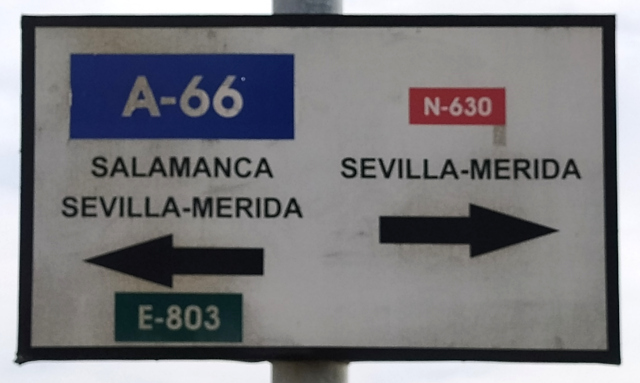 A-66
SALAMANCA
SEVILLA-MERIDA
E-803
N-630
SEVILLA-MERIDA